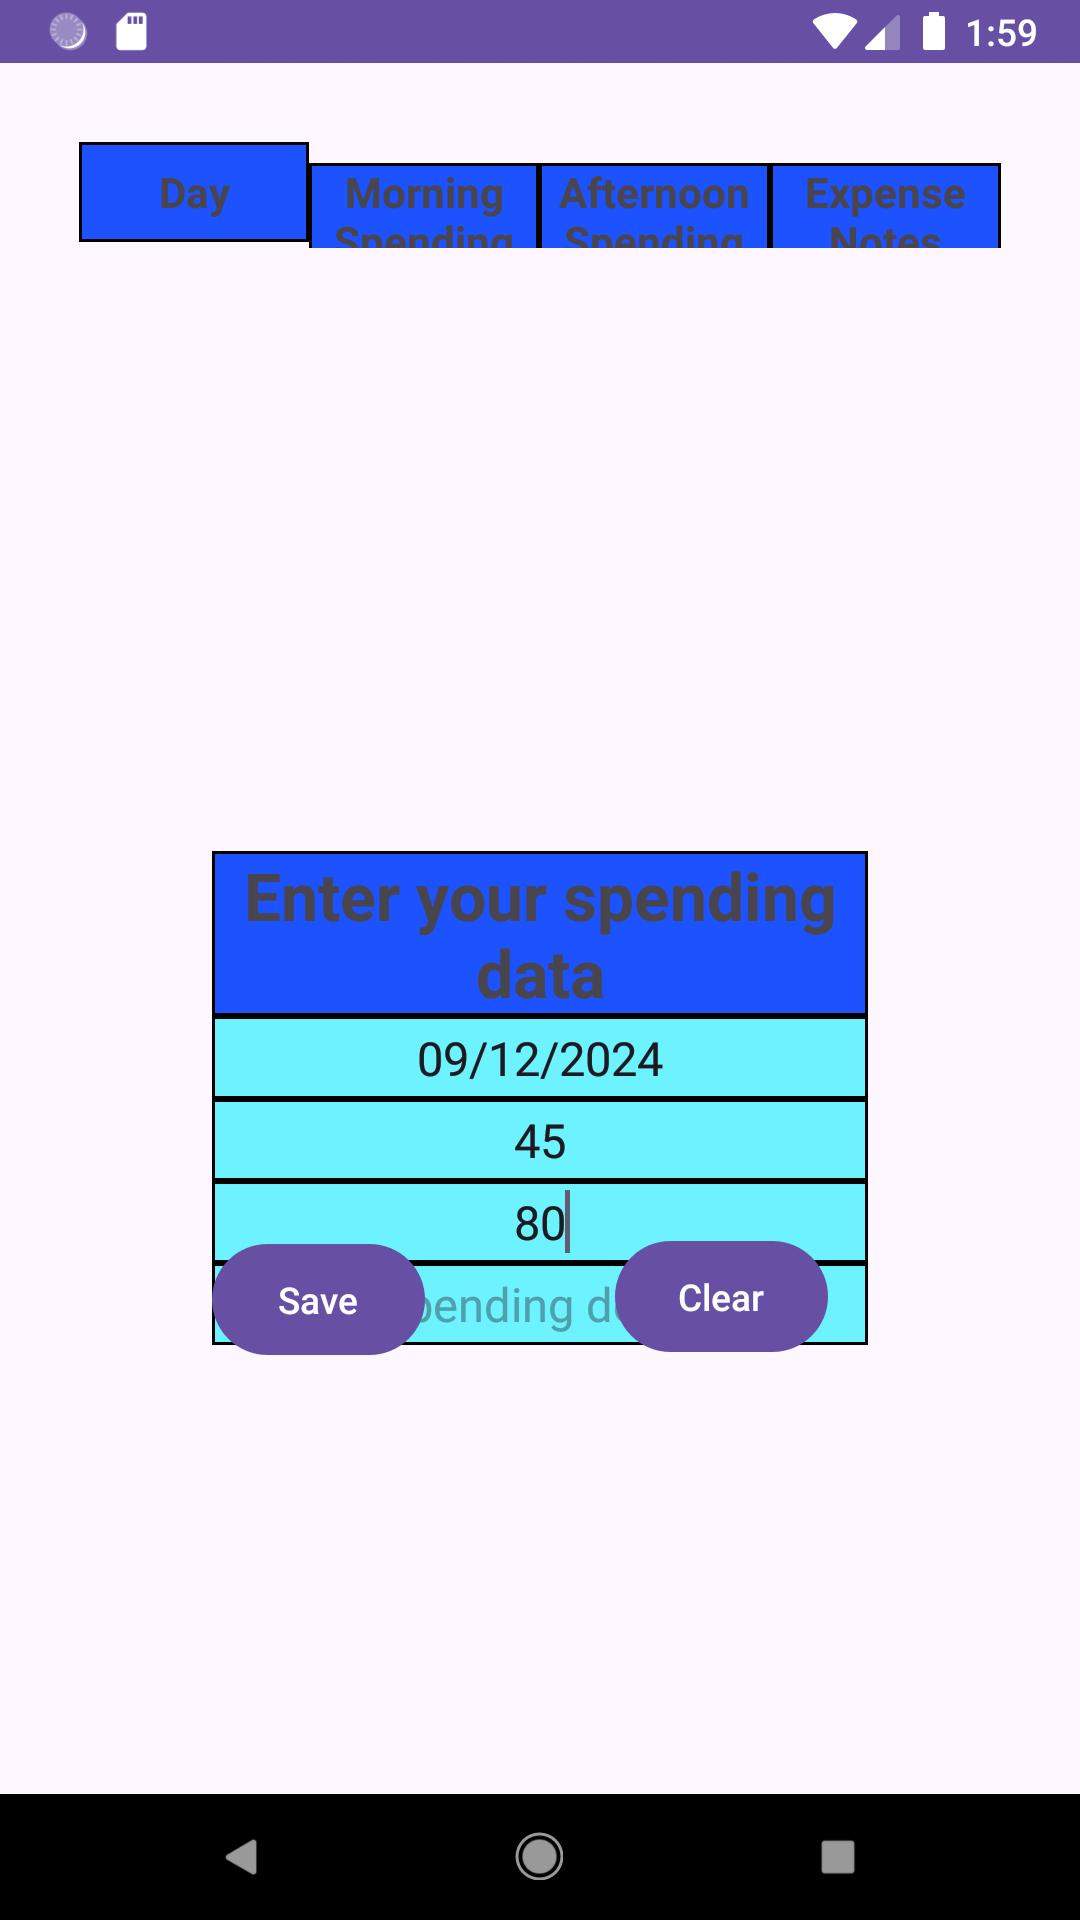 1:59
Day
Morning
Spending
Afternoon
Spending
Expense
Notes
Enter your spending
data
09/12/2024
45
80
Save
Clear